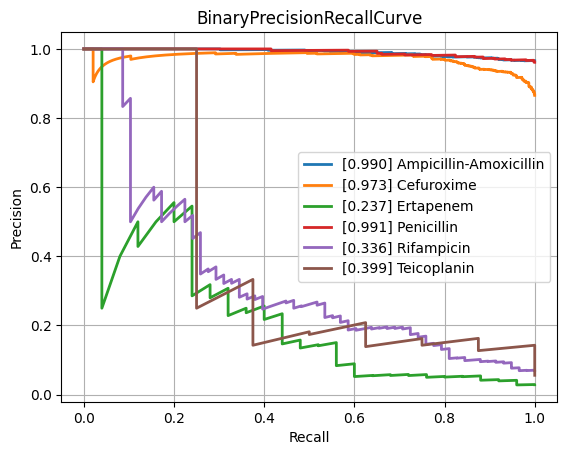 BinaryPrecisionRecallCurve
Precision
1.0
0.8
0.6
0.4
0.2
0.0
[0.990] Ampicillin-Amoxicillin
[0.973] Cefuroxime
[0.237] Ertapenem
[0.991] Penicillin
[0.336] Rifampicin
[0.399] Teicoplanin
0.0 0.2 0.4 0.6 0.8 1.0
Recall